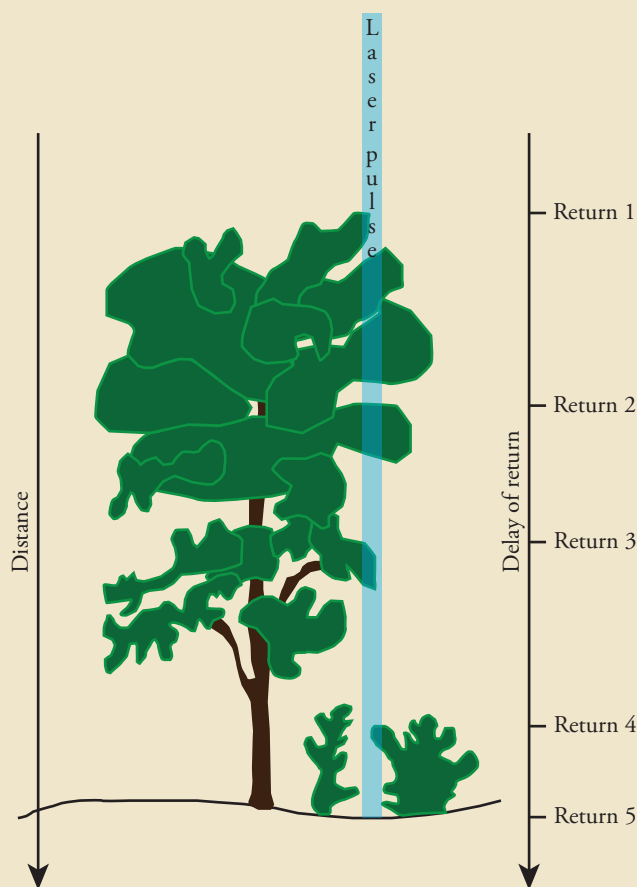 Laser pulse
Return 1
Return 2
Return 3
Return 4
Return 5
Distance
Delay of return